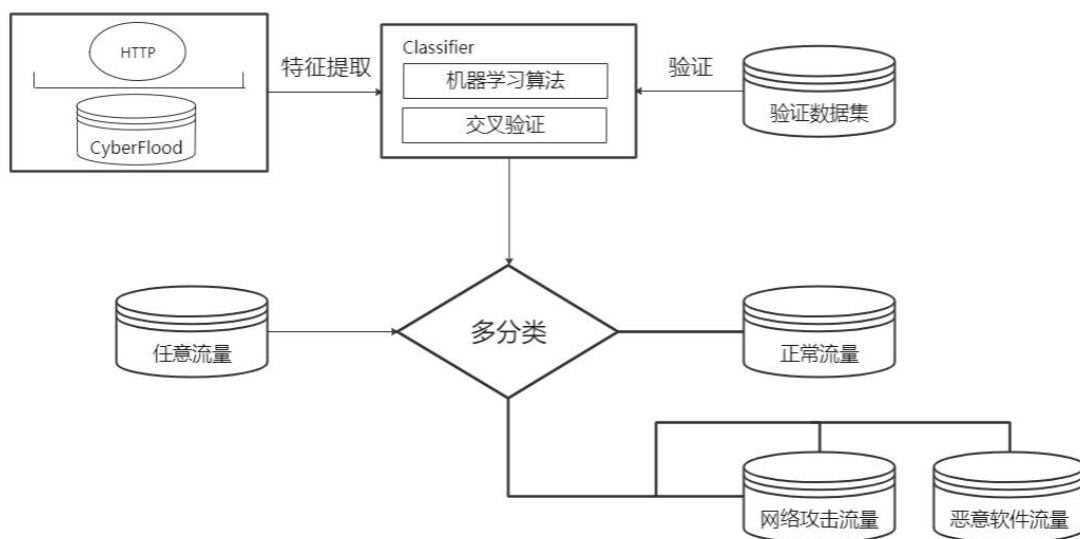 HTTP
CyberFlood
特征提取
Classifier
机器学习算法
交叉验证
验证
验证数据集
任意流量
多分类
正常流量
网络攻击流量
恶意软件流量